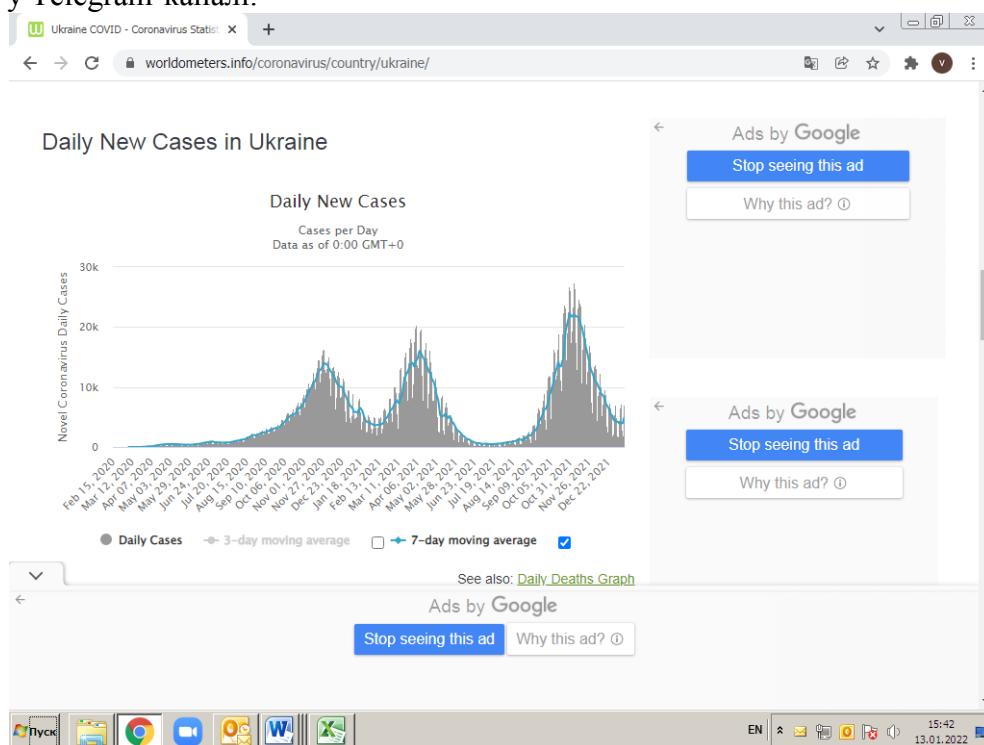 у Telegram-каналі.
Ukraine COVID - Coronavirus Statist
worldometers.info/coronavirus/country/ukraine/
V
Daily New Cases in Ukraine
Daily New Cases
Cases per Day
Data as of 0:00 GMT+0
Novel Coronavirus Daily Cases
30k
20k
10k
0
Feb 15, 2020
Mar 12, 2020
Apr 07, 2020
May 03, 2020
May 29, 2020
Jun 24, 2020
Jul 20, 2020
Aug 15, 2020
Sep 10, 2020
Oct 06, 2020
Nov 01, 2020
Nov 27, 2020
Dec 23, 2020
Jan 18, 2021
Feb 13, 2021
Mar 11, 2021
Apr 06, 2021
May 02, 2021
May 28, 2021
Jun 23, 2021
Jul 19, 2021
Aug 14, 2021
Sep 09, 2021
Oct 05, 2021
Oct 31, 2021
Nov 26, 2021
Dec 22, 2021
Daily Cases 3-day moving average 7-day moving average
See also: Daily Deaths Graph
Ads by Google
Stop seeing this ad
Why this ad?
Ads by Google
Stop seeing this ad
Why this ad?
Ads by Google
Stop seeing this ad Why this ad?
Пуск
EN
15:42
13.01.2022